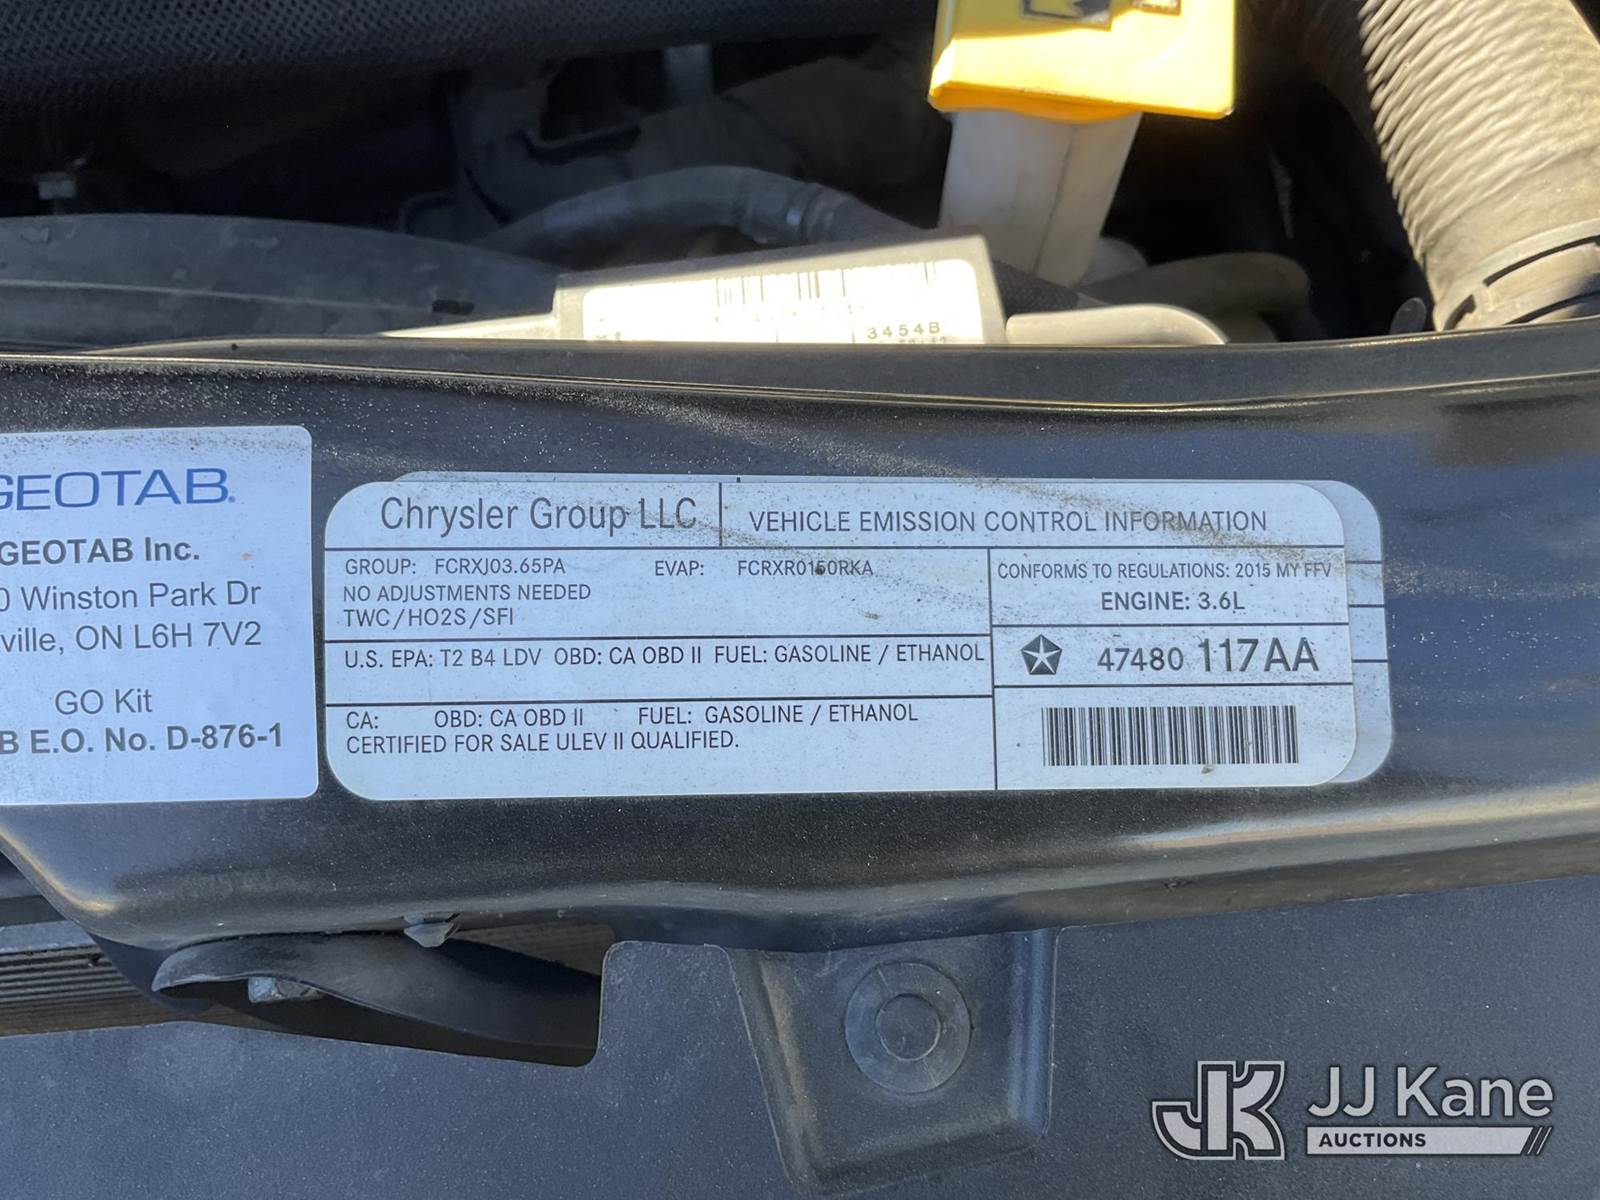 3454B
GEOTAB
GEOTAB Inc.
0 Winston Park Dr
ville, ON L6H 7V2
GO Kit
B E.O. No. D-876-1
Chrysler Group LLC
VEHICLE EMISSION CONTROL INFORMATION
GROUP: FCRXJ03.65PA EVAP: FCRXR0150RKA
NO ADJUSTMENTS NEEDED
TWC/HO2S/SFI
CONFORMS TO REGULATIONS: 2015 MY FFV
ENGINE: 3.6L
U.S. EPA: T2 B4 LDV OBD: CA OBD II FUEL: GASOLINE / ETHANOL
47480 117AA
CA: OBD: CA OBD II FUEL: GASOLINE / ETHANOL
CERTIFIED FOR SALE ULEV II QUALIFIED.
JK JJ Kane
AUCTIONS